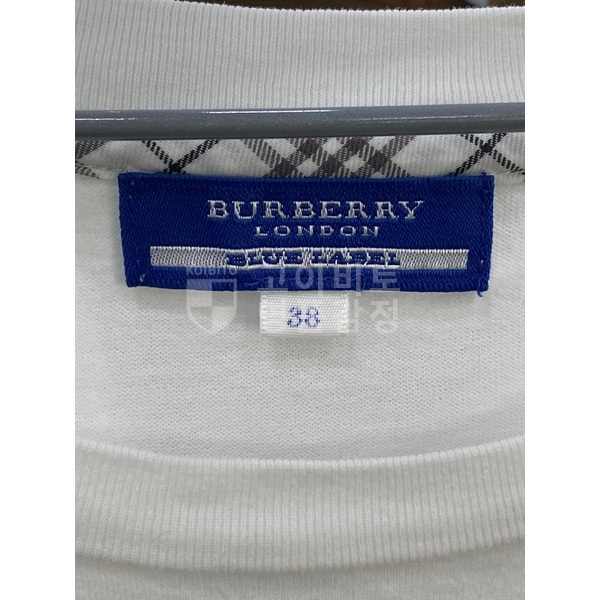 BURBERRY
LONDON
BLUE LABEL
KOIBITO
고이비토
감정
38